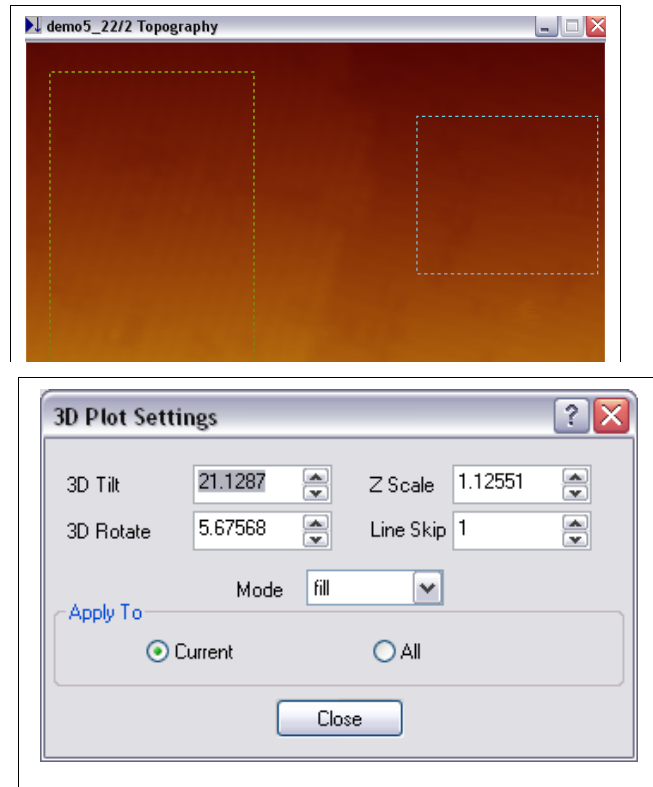 demo5_22/2 Topography
3D Plot Settings
3D Tilt 21.1287 Z Scale 1.12551
3D Rotate 5.67568 Line Skip 1
Mode fill
Apply To
Current All
Close